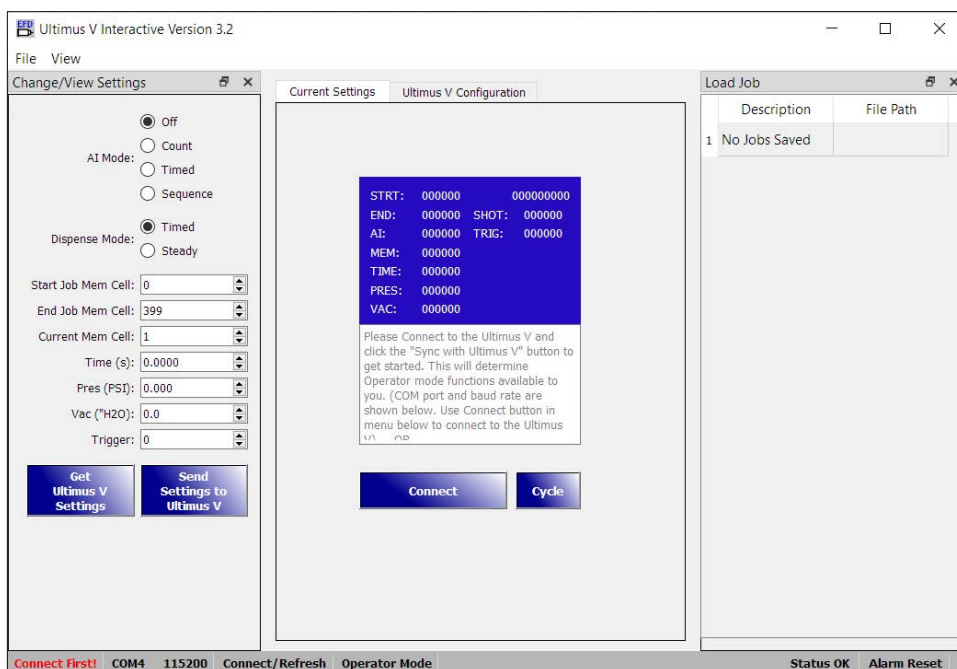 EFD Ultimus V Interactive Version 3.2
File View
Change/View Settings
AI Mode:
Off
Count
Timed
Sequence
Dispense Mode:
Timed
Steady
Start Job Mem Cell: 0
End Job Mem Cell: 399
Current Mem Cell: 1
Time (s): 0.0000
Pres (PSI): 0.000
Vac ("H2O): 0.0
Trigger: 0
Get
Ultimus V
Settings
Send
Settings to
Ultimus V
Current Settings Ultimus V Configuration
STRT: 000000 000000000
END: 000000 SHOT: 000000
AI: 000000 TRIG: 000000
MEM: 000000
TIME: 000000
PRES: 000000
VAC: 000000
Please Connect to the Ultimus V and
click the "Sync with Ultimus V" button to
get started. This will determine
Operator mode functions available to
you. (COM port and baud rate are
shown below. Use Connect button in
menu below to connect to the Ultimus
V) OR
Connect Cycle
Load Job
Description File Path
1 No Jobs Saved
Connect First! COM4 115200 Connect/Refresh Operator Mode Status OK Alarm Reset